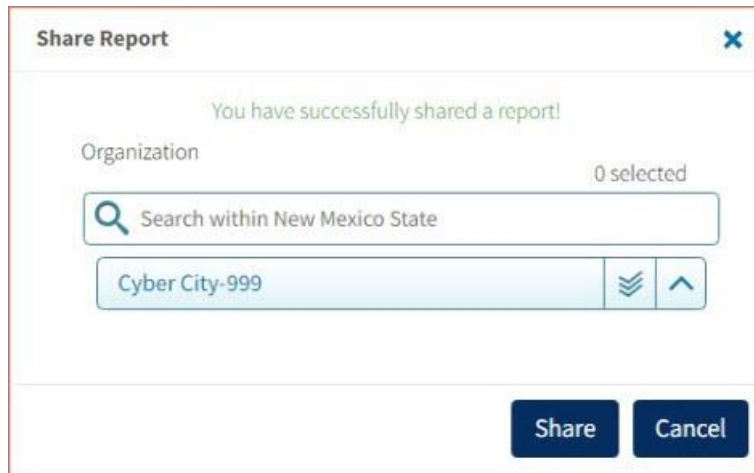 Share Report
You have successfully shared a report!
Organization
0 selected
Search within New Mexico State
Cyber City-999
Share Cancel